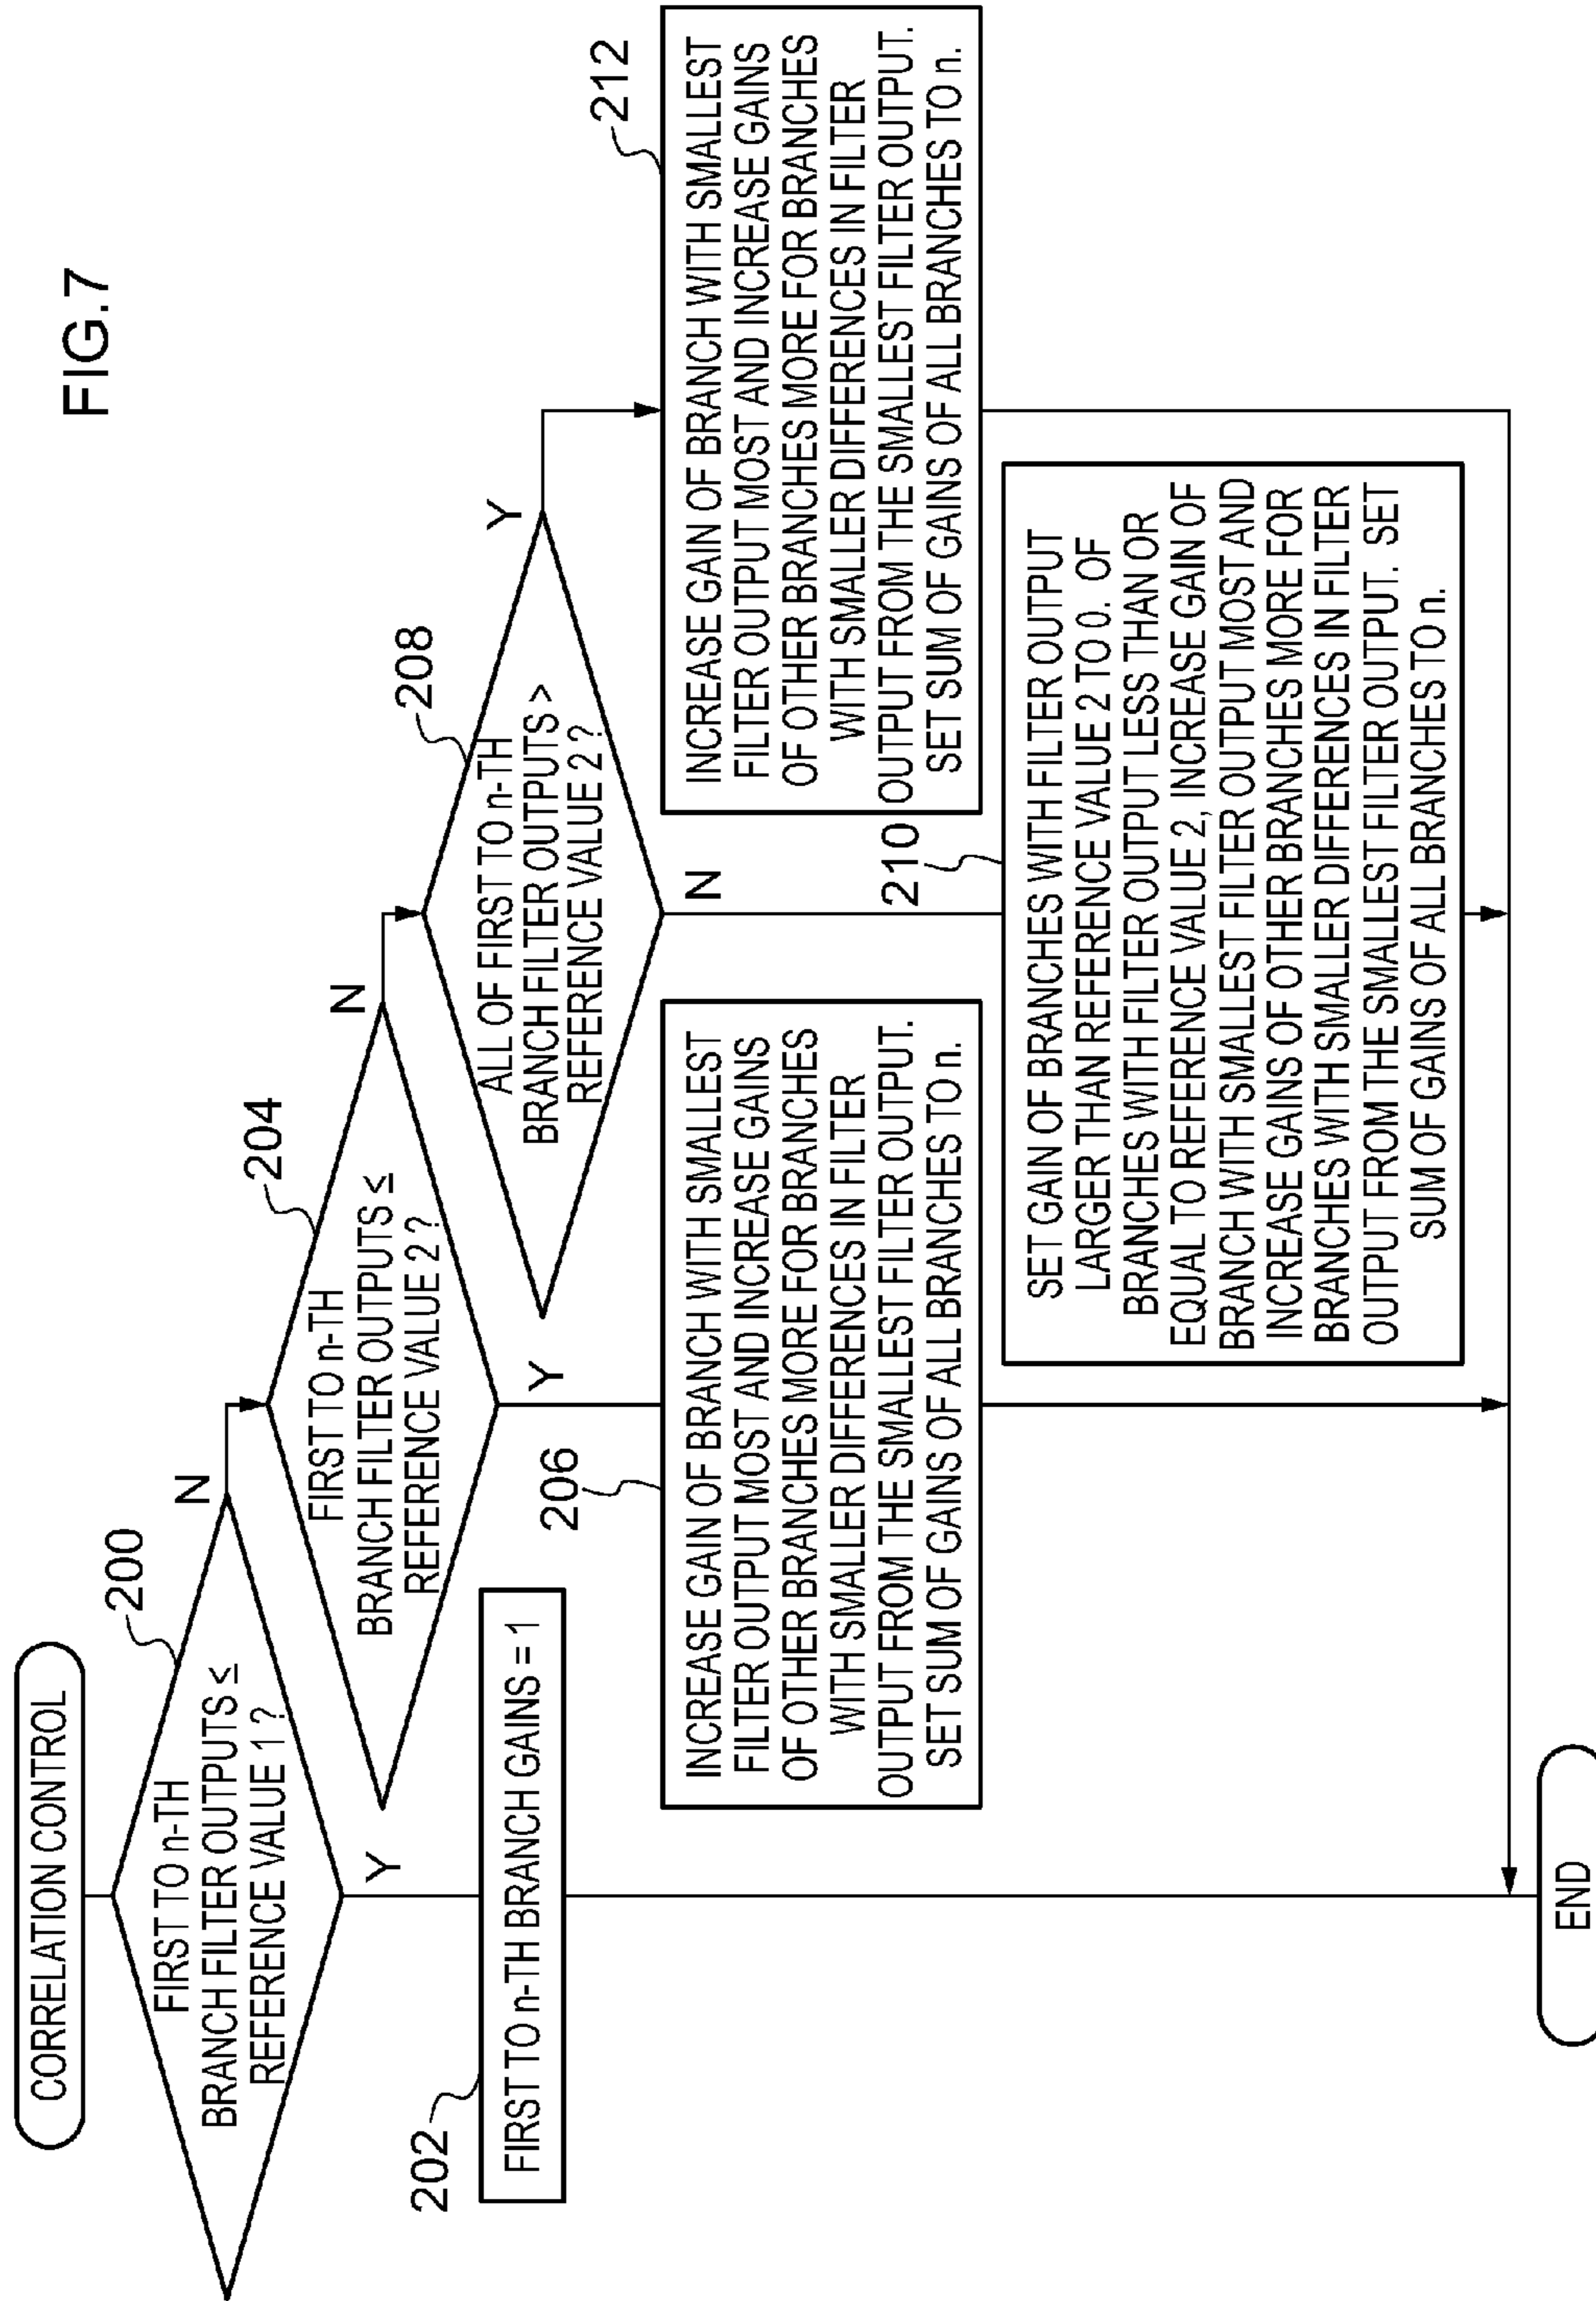 FIG.7
CORRELATION CONTROL
200
FIRST TO n-TH
BRANCH FILTER OUTPUTS ≤
REFERENCE VALUE 1 ?
N
Y
202
FIRST TO n-TH BRANCH GAINS = 1
204
FIRST TO n-TH
BRANCH FILTER OUTPUTS ≤
REFERENCE VALUE 2 ?
N
Y
206
INCREASE GAIN OF BRANCH WITH SMALLEST
FILTER OUTPUT MOST AND INCREASE GAINS
OF OTHER BRANCHES MORE FOR BRANCHES
WITH SMALLER DIFFERENCES IN FILTER
OUTPUT FROM THE SMALLEST FILTER OUTPUT.
SET SUM OF GAINS OF ALL BRANCHES TO n.
208
ALL OF FIRST TO n-TH
BRANCH FILTER OUTPUTS >
REFERENCE VALUE 2 ?
Y
N
210
SET GAIN OF BRANCHES WITH FILTER OUTPUT
LARGER THAN REFERENCE VALUE 2 TO 0. OF
BRANCHES WITH FILTER OUTPUT LESS THAN OR
EQUAL TO REFERENCE VALUE 2, INCREASE GAIN OF
BRANCH WITH SMALLEST FILTER OUTPUT MOST AND
INCREASE GAINS OF OTHER BRANCHES MORE FOR
BRANCHES WITH SMALLER DIFFERENCES IN FILTER
OUTPUT FROM THE SMALLEST FILTER OUTPUT. SET
SUM OF GAINS OF ALL BRANCHES TO n.
212
INCREASE GAIN OF BRANCH WITH SMALLEST
FILTER OUTPUT MOST AND INCREASE GAINS
OF OTHER BRANCHES MORE FOR BRANCHES
WITH SMALLER DIFFERENCES IN FILTER
OUTPUT FROM THE SMALLEST FILTER OUTPUT.
SET SUM OF GAINS OF ALL BRANCHES TO n.
END